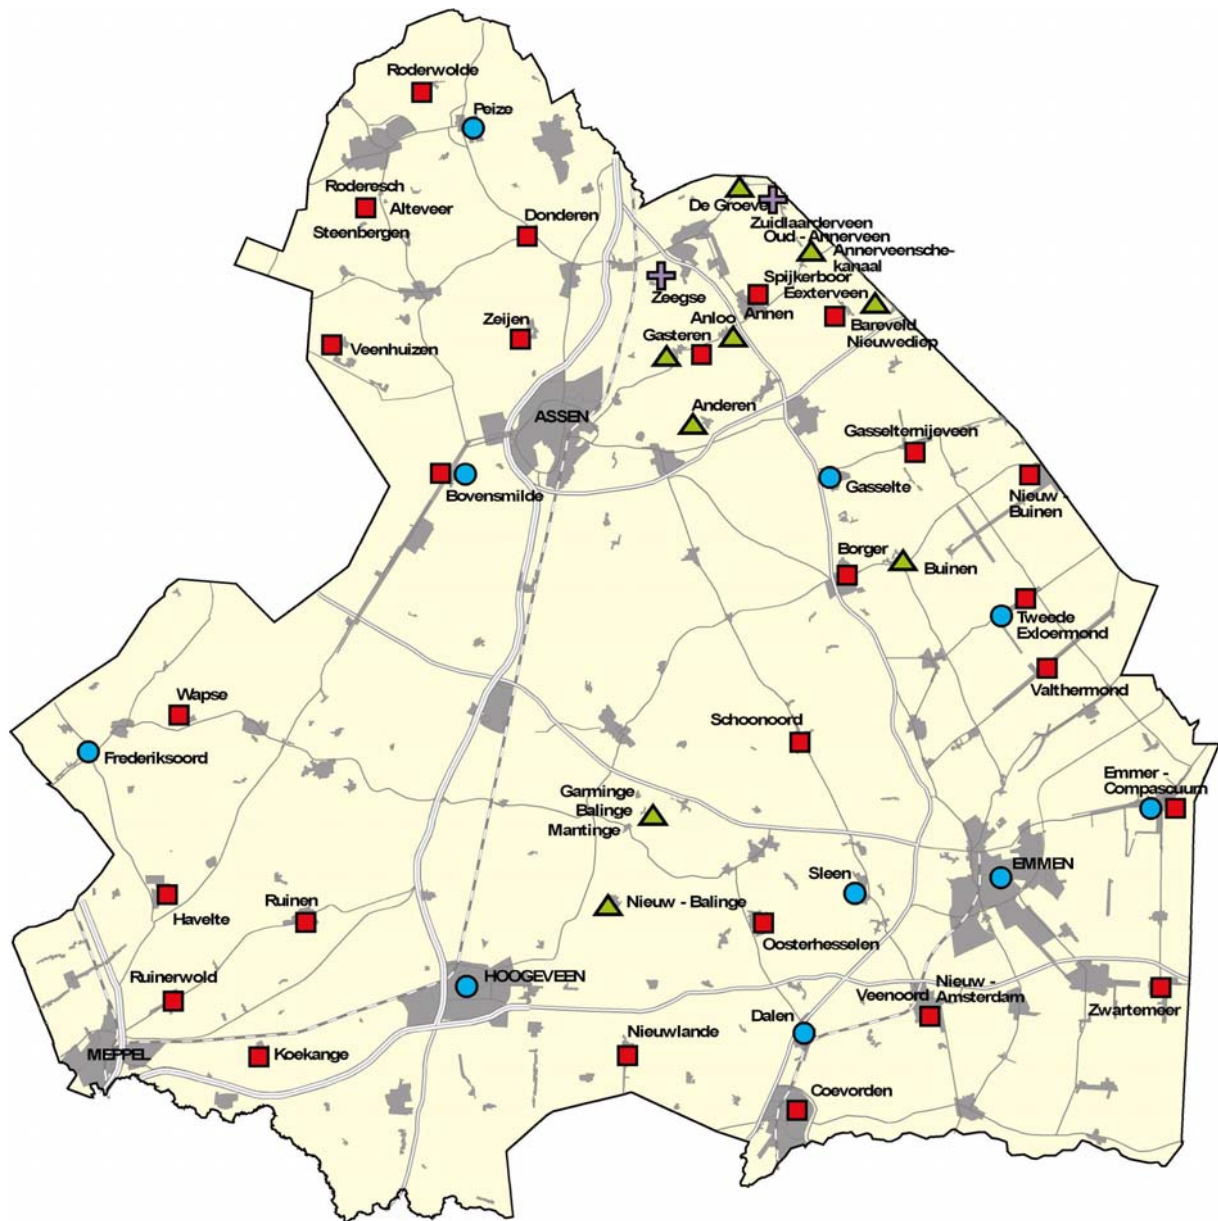 Roderwolde
Peize
Roderesch
Alteveer
Steenbergen
Donderen
De Groeve
Zuidlaarderveen
Oud - Annerveen
Annerveensche-
kanaal
Zeegse
Spijkerboor
Eexterveen
Annen
Bareveld
Nieuwediep
Zeijen
Veenhuizen
Gasteren
Anloo
ASSEN
Anderen
Gasselternijeveen
Bovensmilde
Gasselte
Nieuw -
Buinen
Borger
Buinen
Tweede
Exloermond
Valthermond
Wapse
Schoonoord
Frederiksoord
Garminge
Balinge
Mantinge
Emmer -
Compascuum
EMMEN
Sleen
Havelte
Ruinen
Nieuw - Balinge
Oosterhesselen
Ruinerwold
HOOGEVEEN
Veenoord
Nieuw -
Amsterdam
Zwartemeer
Dalen
Nieuwlande
MEPPEL
Koekange
Coevorden